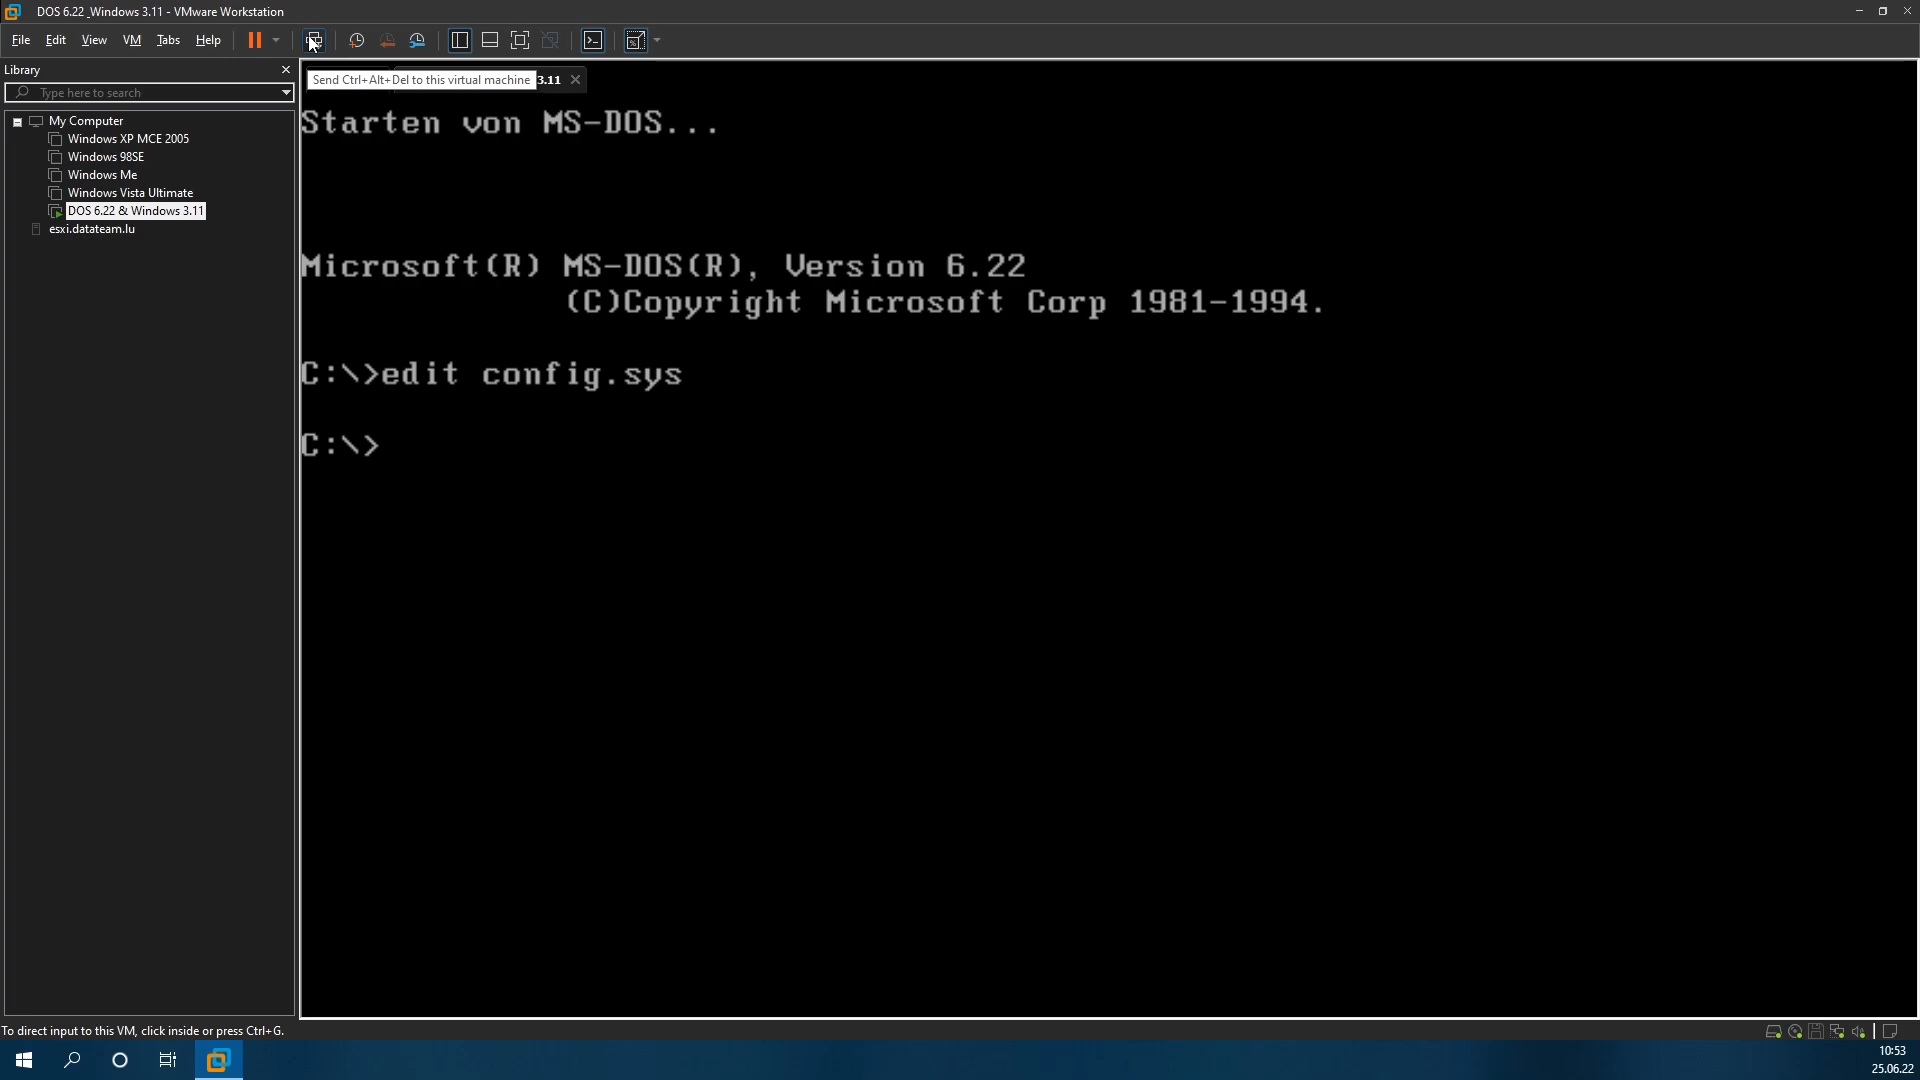 DOS 6.22 _Windows 3.11 - VMware Workstation
File Edit View VM Tabs Help
Library
Type here to search
My Computer
Windows XP MCE 2005
Windows 98SE
Windows Me
Windows Vista Ultimate
DOS 6.22 & Windows 3.11
esxi.datateam.lu
Send Ctrl+Alt+Del to this virtual machine 3.11
Starten von MS-DOS...
Microsoft(R) MS-DOS(R), Version 6.22
(C)Copyright Microsoft Corp 1981-1994.
C:\>edit config.sys
C:\>
To direct input to this VM, click inside or press Ctrl+G.
10:53
25.06.22